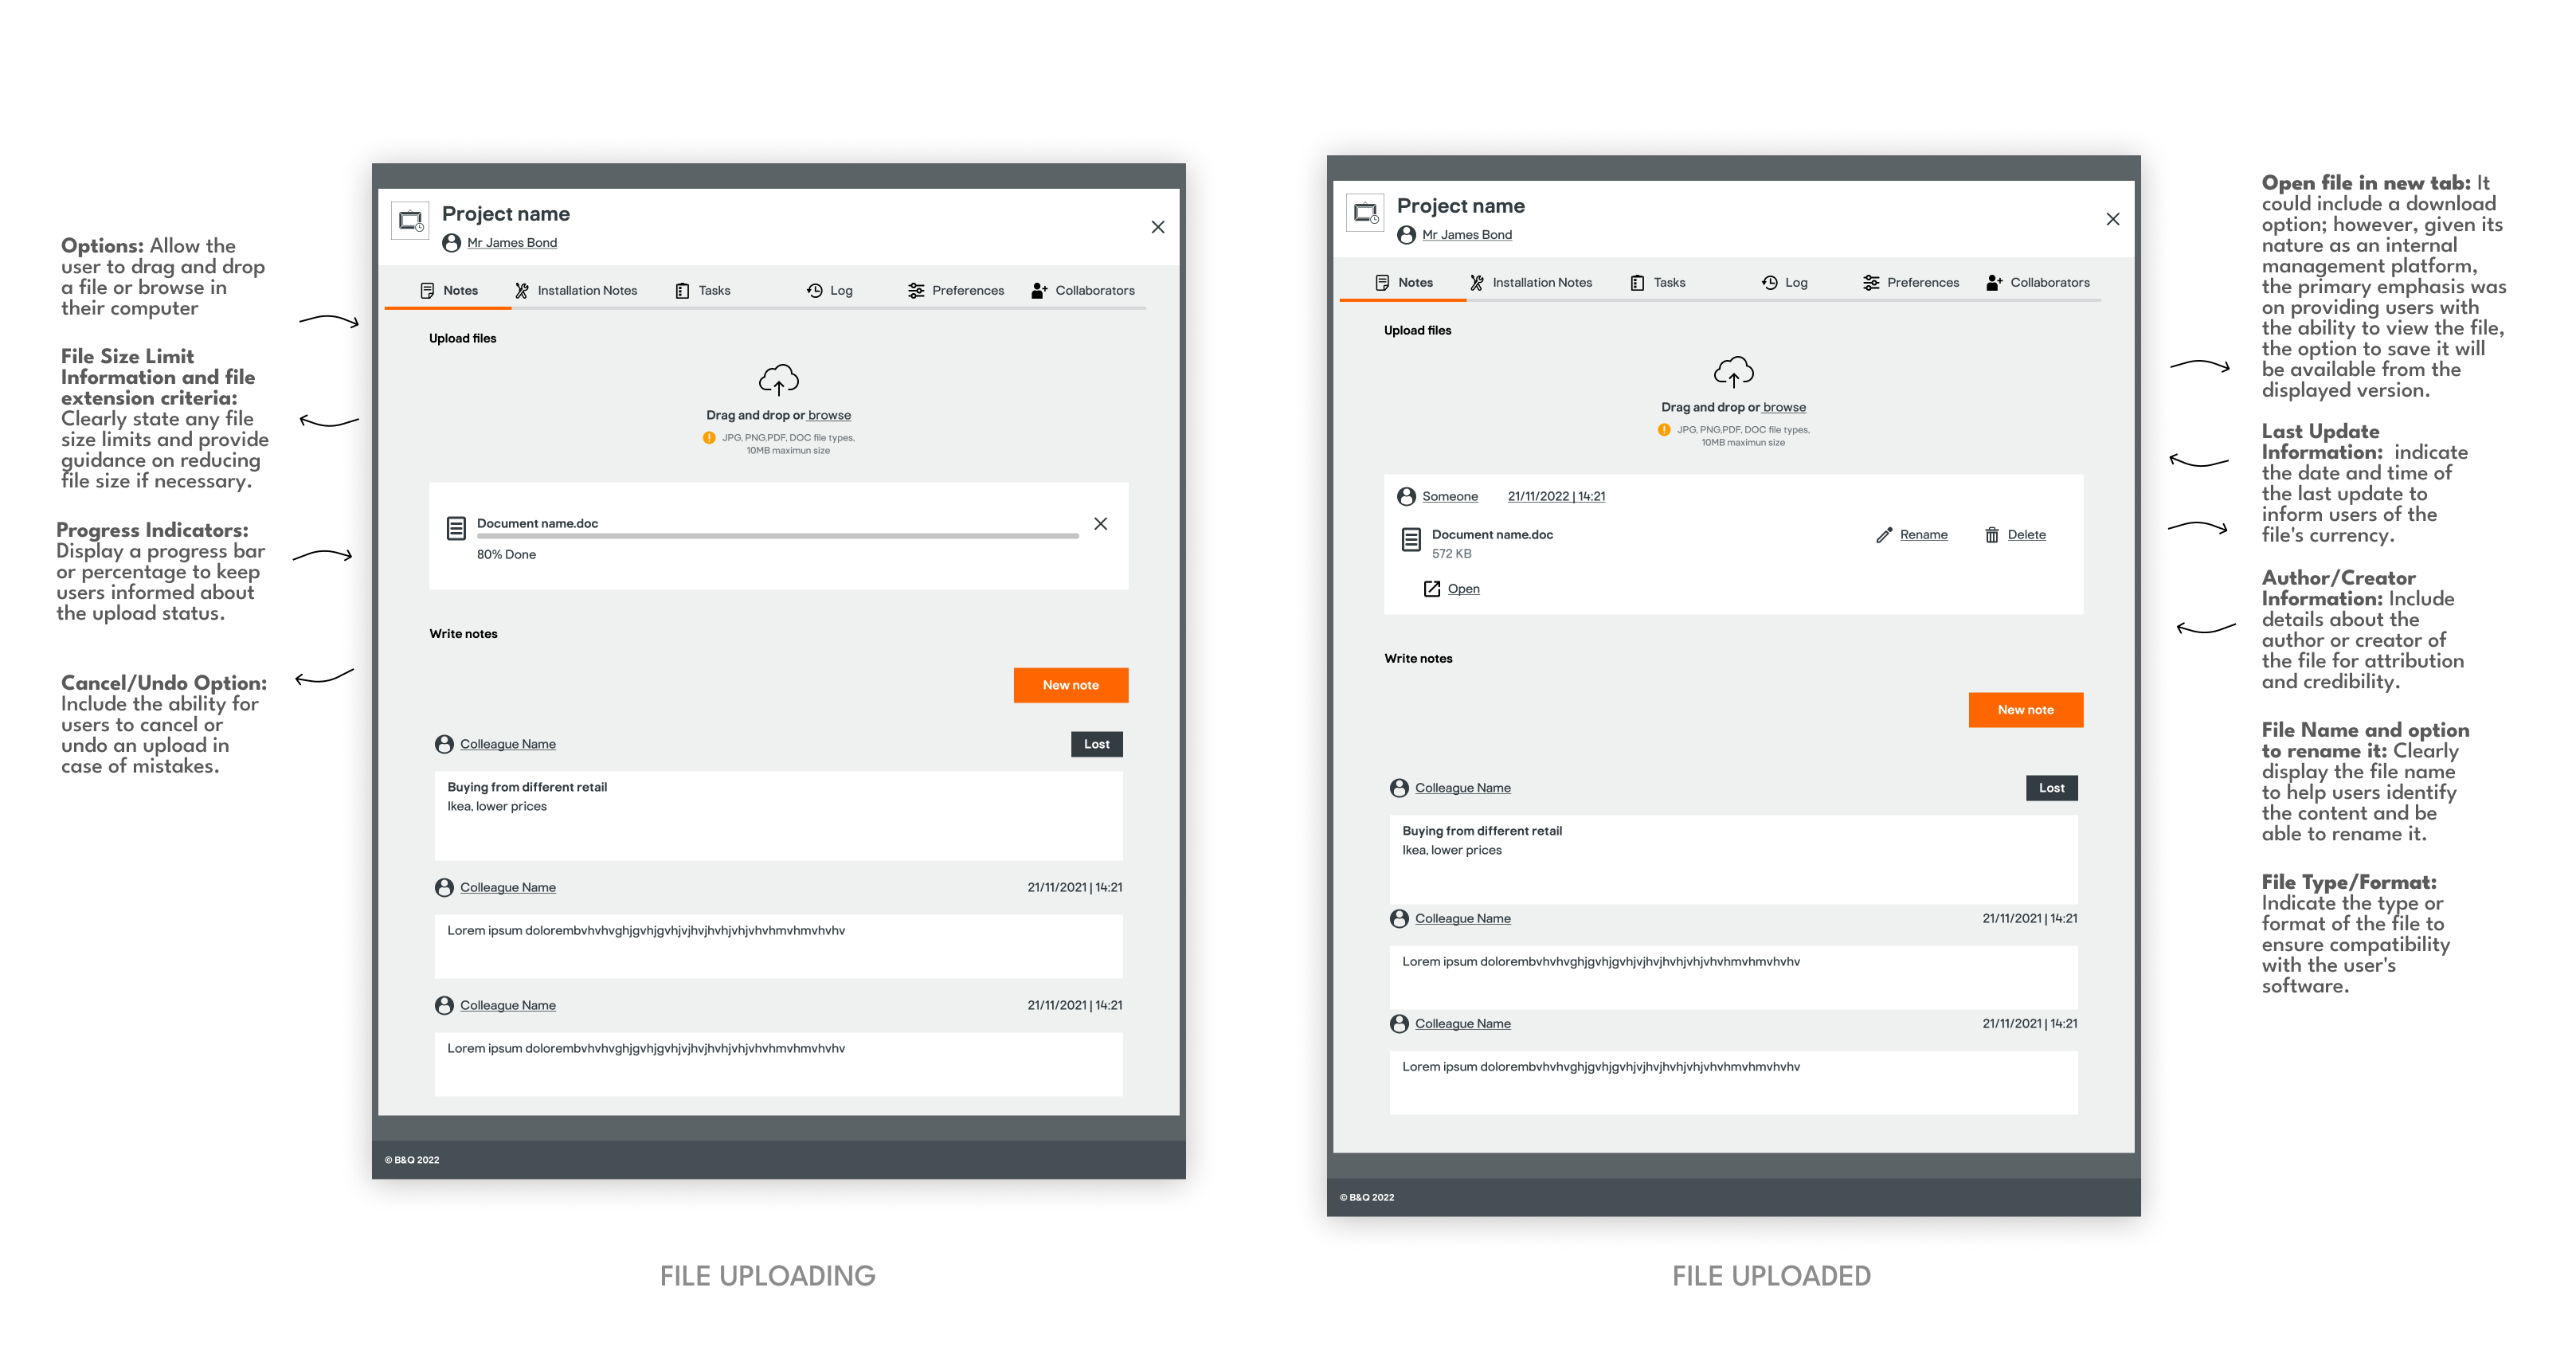 Options: Allow the
user to drag and drop
a file or browse in
their computer
File Size Limit
Information and file
extension criteria:
Clearly state any file
size limits and provide
guidance on reducing
file size if necessary.
Progress Indicators:
Display a progress bar
or percentage to keep
users informed about
the upload status.
Cancel/Undo Option:
Include the ability for
users to cancel or
undo an upload in
case of mistakes.
Project name
Mr James Bond
Notes
Installation Notes
Tasks
Log
Preferences
Collaborators
Upload files
Drag and drop or browse
JPG, PNG,PDF, DOC file types,
10MB maximun size
Document name.doc
80% Done
Write notes
New note
Colleague Name
Lost
Buying from different retail
Ikea, lower prices
Colleague Name
21/11/2021 | 14:21
Lorem ipsum dolorembvhvhvghjgvhjgvhjvjhvjhvhjvhjvhvhmvhmvhvhv
Colleague Name
21/11/2021 | 14:21
Lorem ipsum dolorembvhvhvghjgvhjgvhjvjhvjhvhjvhjvhvhmvhmvhvhv
© B&Q 2022
FILE UPLOADING
Project name
Mr James Bond
Notes
Installation Notes
Tasks
Log
Preferences
Collaborators
Upload files
Drag and drop or browse
JPG, PNG,PDF, DOC file types,
10MB maximun size
Someone
21/11/2022 | 14:21
Document name.doc
572 KB
Rename
Delete
Open
Write notes
New note
Colleague Name
Lost
Buying from different retail
Ikea, lower prices
Colleague Name
21/11/2021 | 14:21
Lorem ipsum dolorembvhvhvghjgvhjgvhjvjhvjhvhjvhjvhvhmvhmvhvhv
Colleague Name
21/11/2021 | 14:21
Lorem ipsum dolorembvhvhvghjgvhjgvhjvjhvjhvhjvhjvhvhmvhmvhvhv
© B&Q 2022
FILE UPLOADED
Open file in new tab: It
could include a download
option; however, given its
nature as an internal
management platform,
the primary emphasis was
on providing users with
the ability to view the file,
the option to save it will
be available from the
displayed version.
Last Update
Information: indicate
the date and time of
the last update to
inform users of the
file's currency.
Author/Creator
Information: Include
details about the
author or creator of
the file for attribution
and credibility.
File Name and option
to rename it: Clearly
display the file name
to help users identify
the content and be
able to rename it.
File Type/Format:
Indicate the type or
format of the file to
ensure compatibility
with the user's
software.